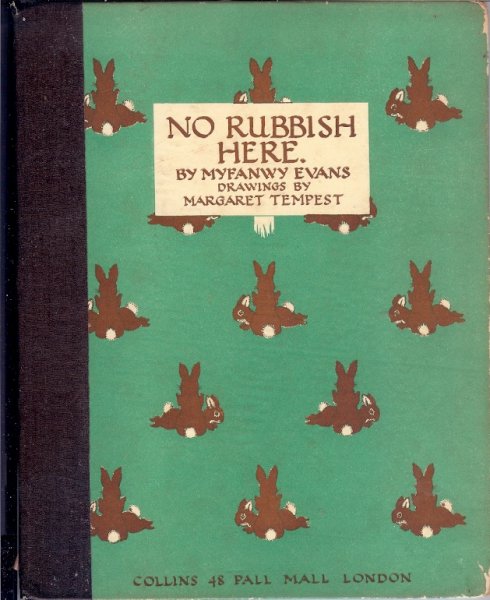 NO RUBBISH
HERE.
BY MYFANWY EVANS
DRAWINGS BY
MARGARET TEMPEST
COLLINS 48 PALL MALL LONDON